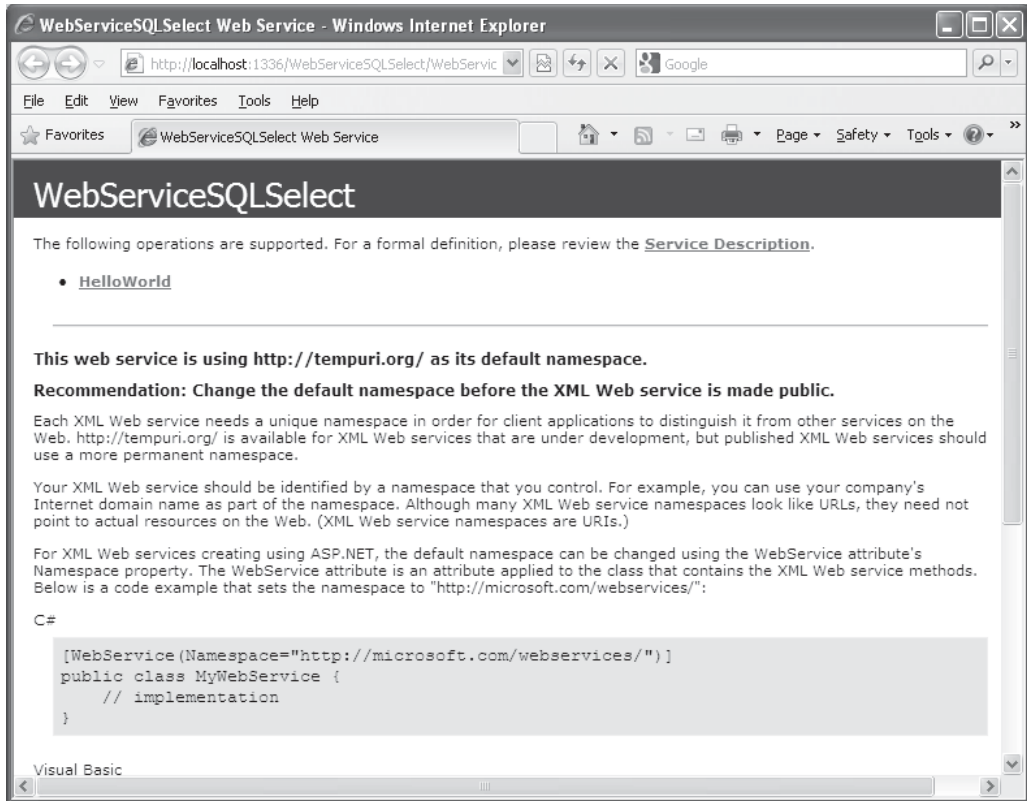 WebServiceSQLSelect Web Service - Windows Internet Explorer
http://localhost:1336/WebServiceSQLSelect/WebServic
Google
File Edit View Favorites Tools Help
Favorites
WebServiceSQLSelect Web Service
Page Safety Tools »
WebServiceSQLSelect
The following operations are supported. For a formal definition, please review the Service Description.
• HelloWorld
This web service is using http://tempuri.org/ as its default namespace.
Recommendation: Change the default namespace before the XML Web service is made public.
Each XML Web service needs a unique namespace in order for client applications to distinguish it from other services on the
Web. http://tempuri.org/ is available for XML Web services that are under development, but published XML Web services should
use a more permanent namespace.
Your XML Web service should be identified by a namespace that you control. For example, you can use your company's
Internet domain name as part of the namespace. Although many XML Web service namespaces look like URLs, they need not
point to actual resources on the Web. (XML Web service namespaces are URIs.)
For XML Web services creating using ASP.NET, the default namespace can be changed using the WebService attribute's
Namespace property. The WebService attribute is an attribute applied to the class that contains the XML Web service methods.
Below is a code example that sets the namespace to "http://microsoft.com/webservices/":
C#
[WebService(Namespace="http://microsoft.com/webservices/")]
public class MyWebService {
    // implementation
}
Visual Basic